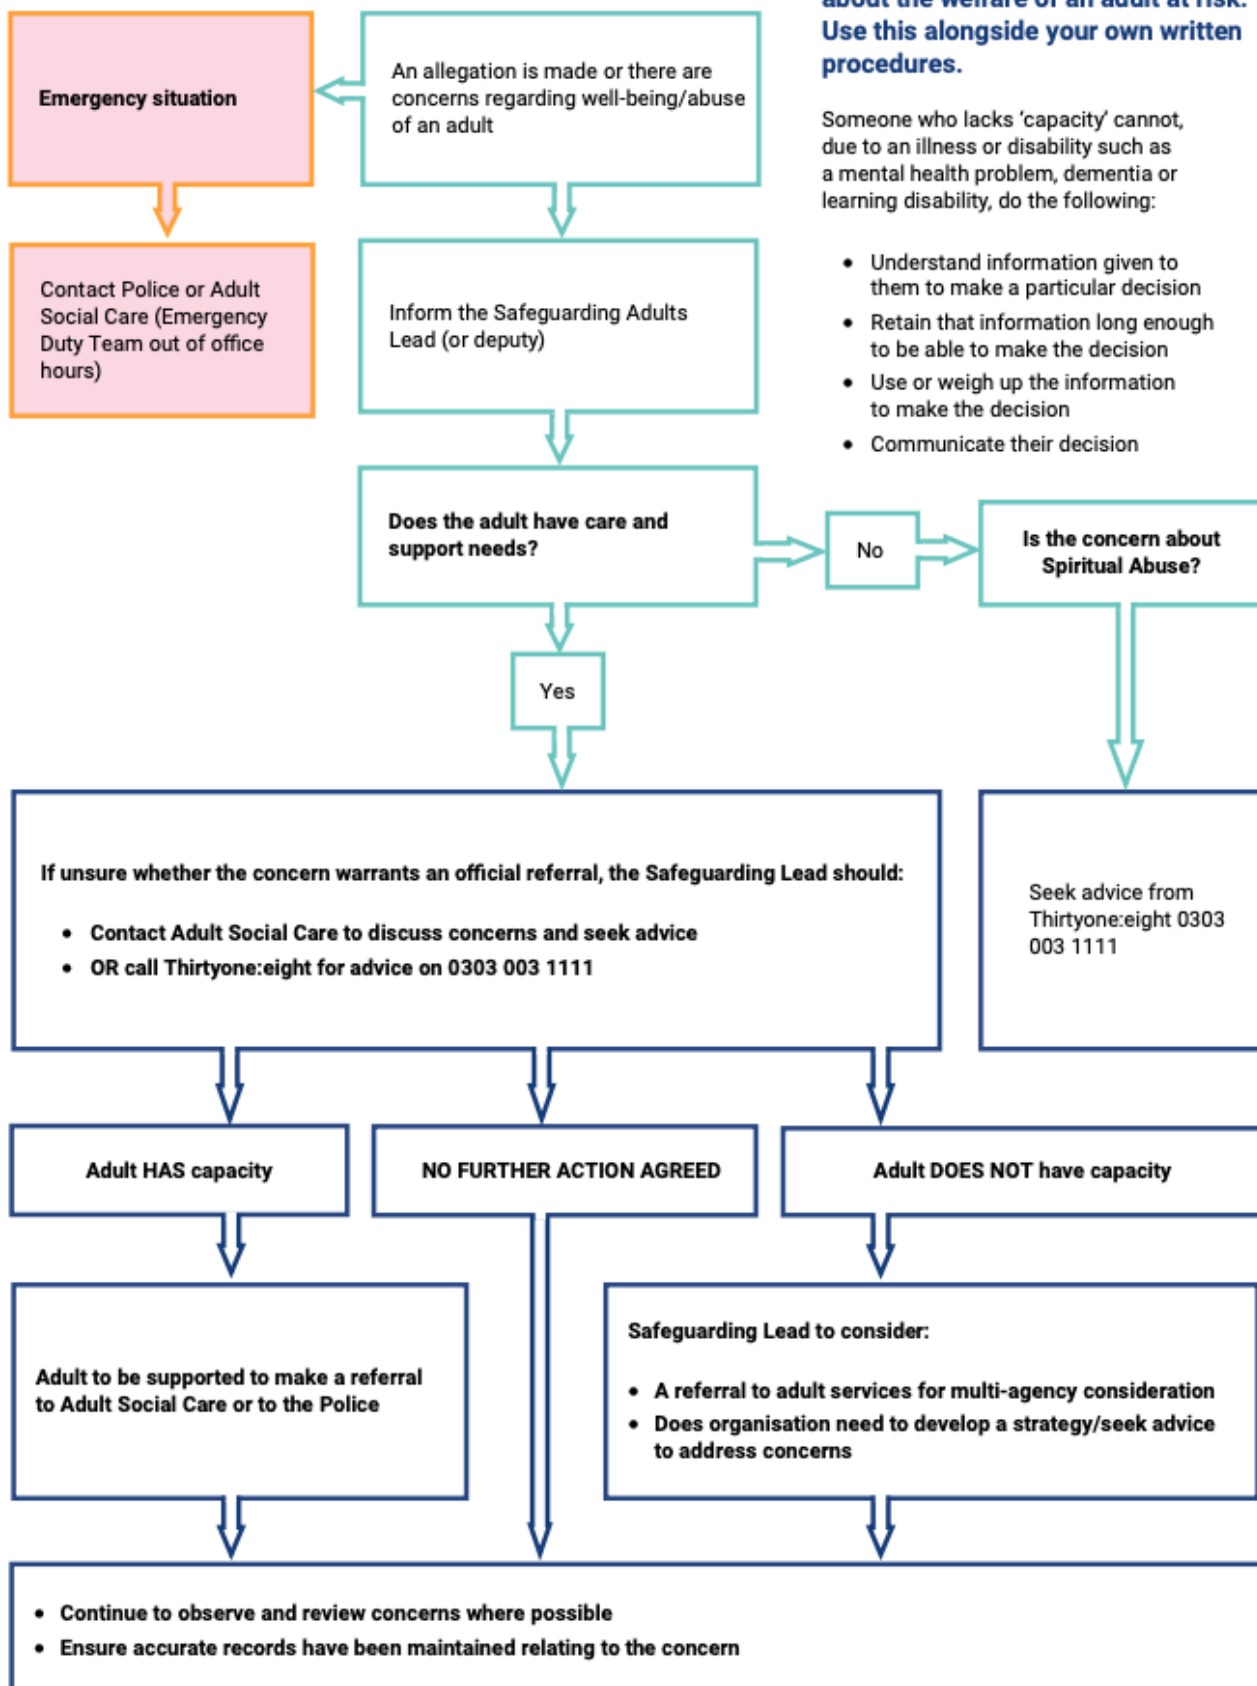 about the welfare of an adult at risk.
Use this alongside your own written
procedures.
Emergency situation
An allegation is made or there are
concerns regarding well-being/abuse
of an adult
Someone who lacks ‘capacity’ cannot,
due to an illness or disability such as
a mental health problem, dementia or
learning disability, do the following:
• Understand information given to
them to make a particular decision
• Retain that information long enough
to be able to make the decision
• Use or weigh up the information
to make the decision
• Communicate their decision
Contact Police or Adult
Social Care (Emergency
Duty Team out of office
hours)
Inform the Safeguarding Adults
Lead (or deputy)
Does the adult have care and
support needs?
No
Is the concern about
Spiritual Abuse?
Yes
If unsure whether the concern warrants an official referral, the Safeguarding Lead should:
• Contact Adult Social Care to discuss concerns and seek advice
• OR call Thirtyone:eight for advice on 0303 003 1111
Seek advice from
Thirtyone:eight 0303
003 1111
Adult HAS capacity
NO FURTHER ACTION AGREED
Adult DOES NOT have capacity
Adult to be supported to make a referral
to Adult Social Care or to the Police
Safeguarding Lead to consider:
• A referral to adult services for multi-agency consideration
• Does organisation need to develop a strategy/seek advice
to address concerns
• Continue to observe and review concerns where possible
• Ensure accurate records have been maintained relating to the concern